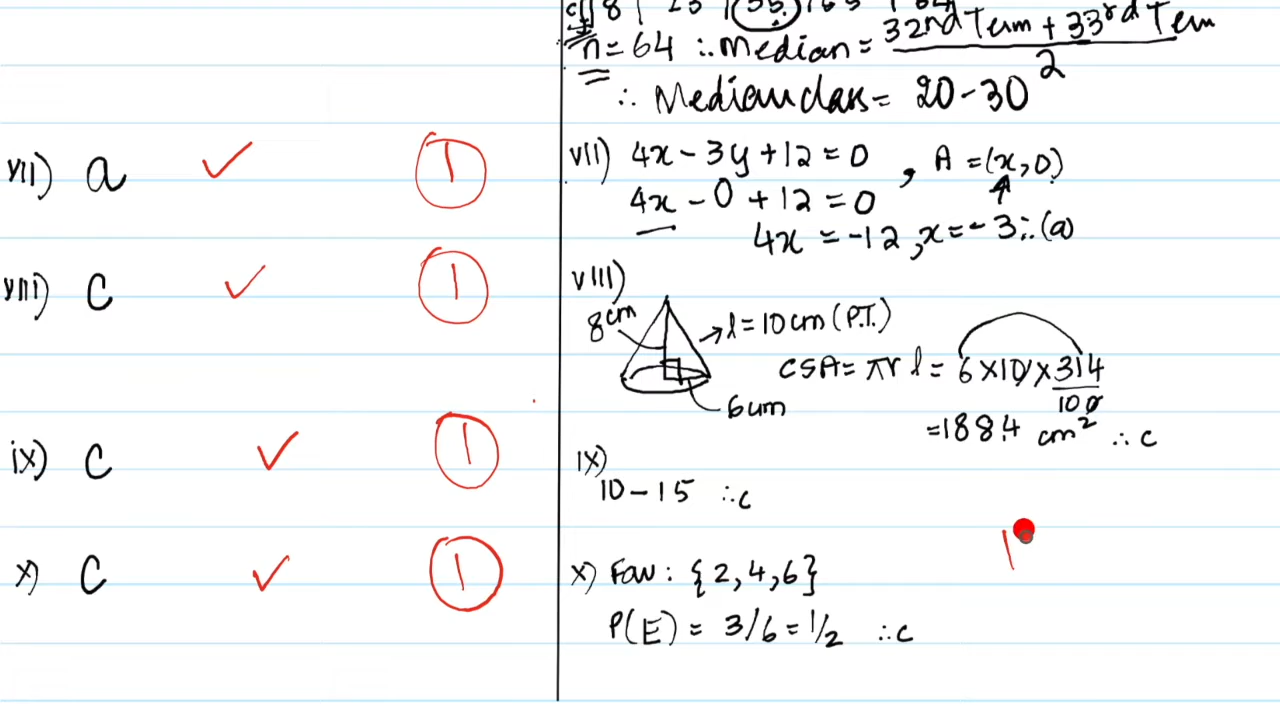 n = 64 ∴ Median = 32nd Term + 33rd Term
2
∴ Median class = 20 - 30
vii) a ✓ 1
vii) 4x - 3y + 12 = 0 , A = (x, 0)
4x - 0 + 12 = 0
4x = -12, x = -3 ∴ (a)
viii) c ✓ 1
viii)
8cm
l = 10cm (P.T.)
CSA = πr l = 6 × 10 × 314
100
6cm
= 188.4 cm² ∴ c
ix) c ✓ 1
ix)
10 - 15 ∴ c
x) c ✓ 1
x) Fav : {2, 4, 6}
P(E) = 3/6 = 1/2 ∴ c
1